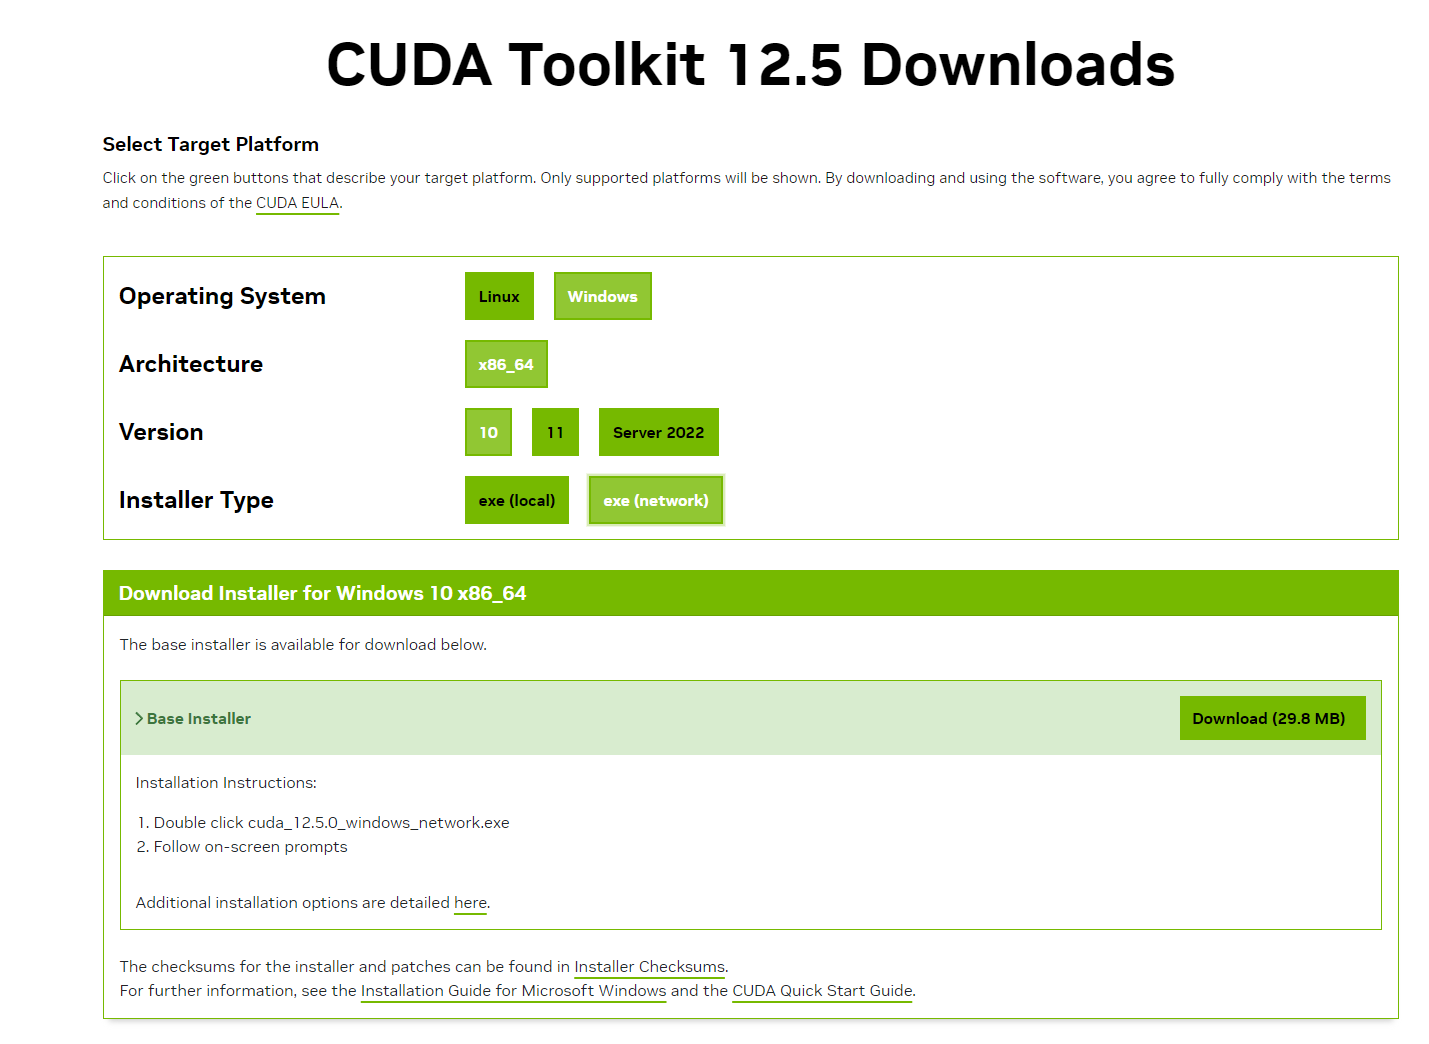 CUDA Toolkit 12.5 Downloads
Select Target Platform
Click on the green buttons that describe your target platform. Only supported platforms will be shown. By downloading and using the software, you agree to fully comply with the terms
and conditions of the CUDA EULA.
Operating System
Linux
Windows
Architecture
x86_64
Version
10
11
Server 2022
Installer Type
exe (local)
exe (network)
Download Installer for Windows 10 x86_64
The base installer is available for download below.
Base Installer
Download (29.8 MB)
Installation Instructions:
1. Double click cuda_12.5.0_windows_network.exe
2. Follow on-screen prompts
Additional installation options are detailed here.
The checksums for the installer and patches can be found in Installer Checksums.
For further information, see the Installation Guide for Microsoft Windows and the CUDA Quick Start Guide.